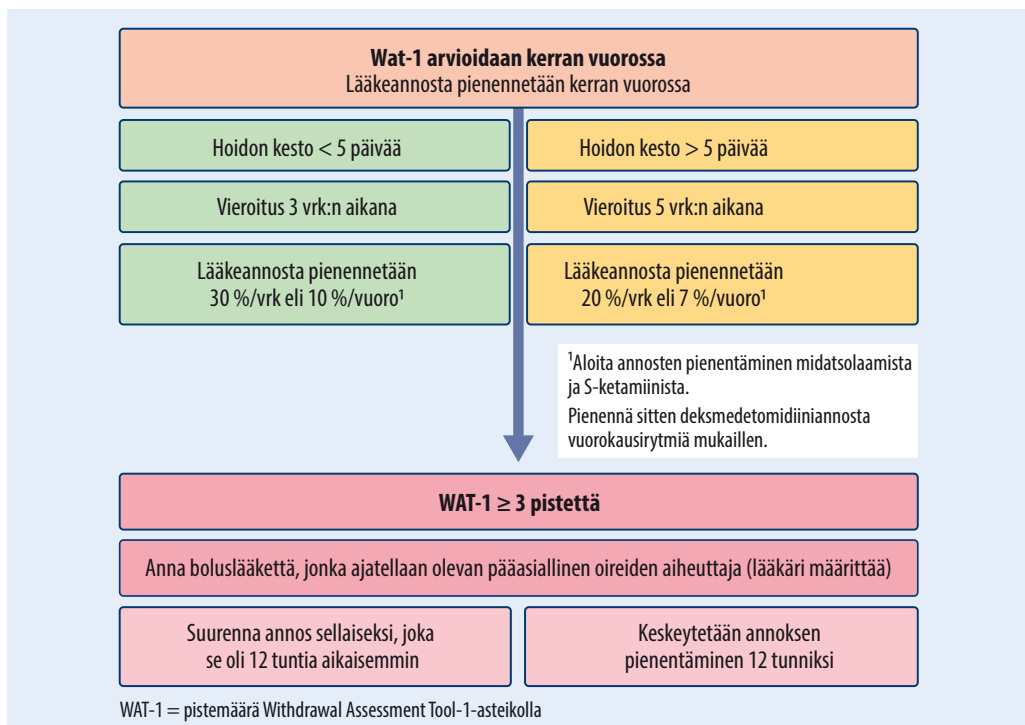 Wat-1 arvioidaan kerran vuorossa
Lääkeannosta pienennetään kerran vuorossa
Hoidon kesto < 5 päivää
Hoidon kesto > 5 päivää
Vieroitus 3 vrk:n aikana
Vieroitus 5 vrk:n aikana
Lääkeannosta pienennetään
30 %/vrk eli 10 %/vuoro¹
Lääkeannosta pienennetään
20 %/vrk eli 7 %/vuoro¹
¹Aloita annosten pienentäminen midatsolaamista
ja S-ketamiinista.
Pienennä sitten deksmedetomidiiniannosta
vuorokausirytmiä mukaillen.
WAT-1 ≥ 3 pistettä
Anna boluslääkettä, jonka ajatellaan olevan pääasiallinen oireiden aiheuttaja (lääkäri määrittää)
Suurenna annos sellaiseksi, joka
se oli 12 tuntia aikaisemmin
Keskeytetään annoksen
pienentäminen 12 tunniksi
WAT-1 = pistemäärä Withdrawal Assessment Tool-1-asteikolla